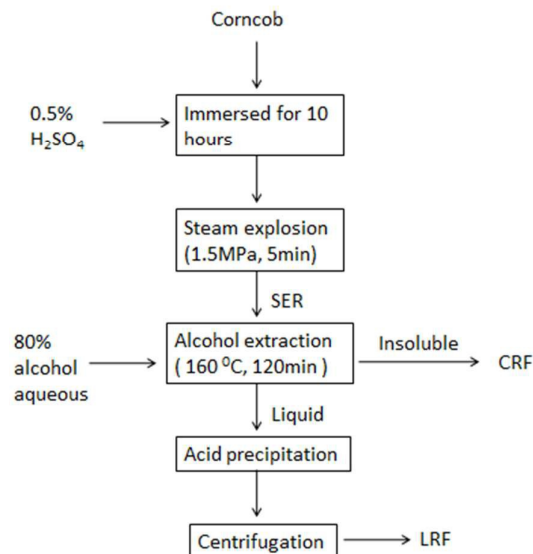 Corncob
0.5%
H₂SO₄
Immersed for 10
hours
Steam explosion
(1.5MPa, 5min)
SER
80%
alcohol
aqueous
Alcohol extraction
( 160 ⁰C, 120min )
Insoluble
CRF
Liquid
Acid precipitation
Centrifugation
LRF